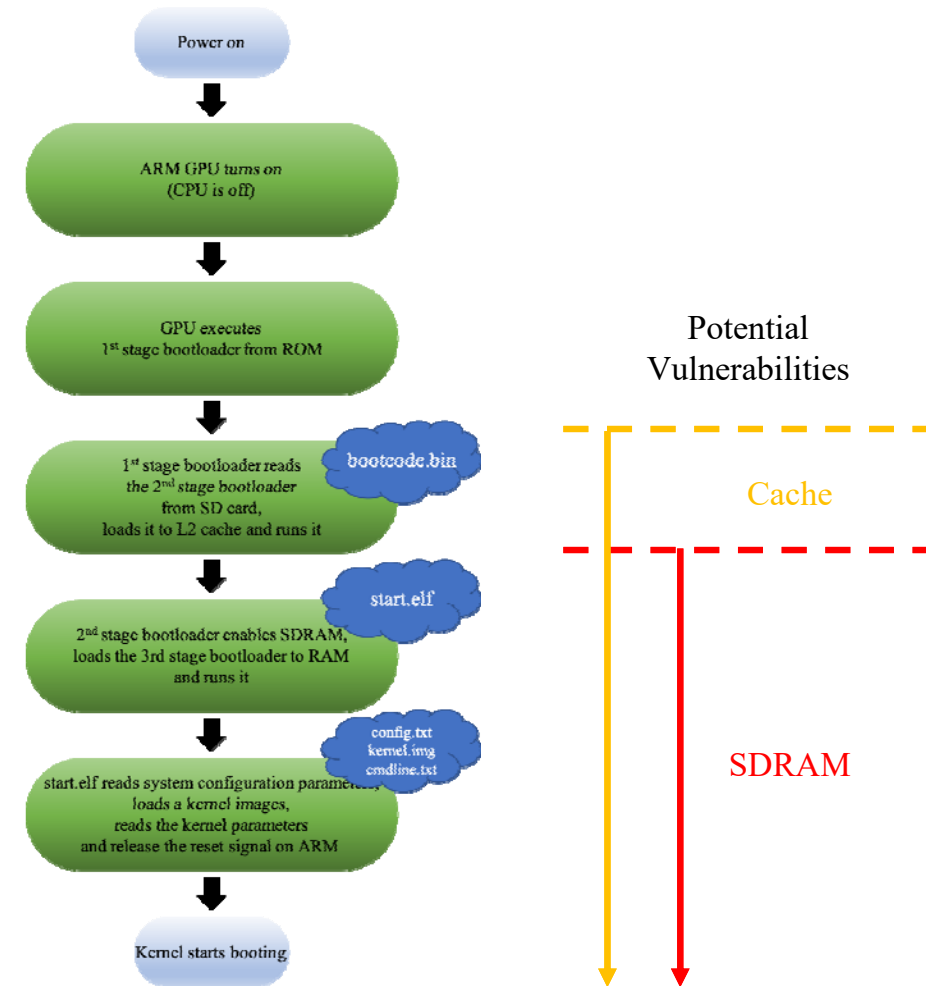 Power on
ARM GPU turns on
(CPU is off)
GPU executes
1st stage bootloader from ROM
1st stage bootloader reads
the 2nd stage bootloader
from SD card,
loads it to L2 cache and runs it
bootcode.bin
2nd stage bootloader enables SDRAM,
loads the 3rd stage bootloader to RAM
and runs it
start.elf
start.elf reads system configuration parameters,
loads a kernel images,
reads the kernel parameters
and release the reset signal on ARM
config.txt
kernel.img
cmdline.txt
Kernel starts booting
Potential
Vulnerabilities
Cache
SDRAM